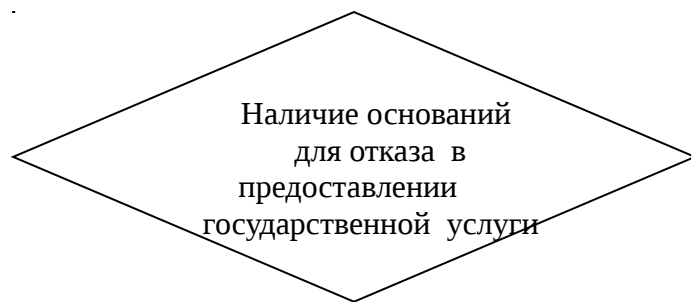 Наличие оснований
для отказа в
предоставлении
государственной услуги